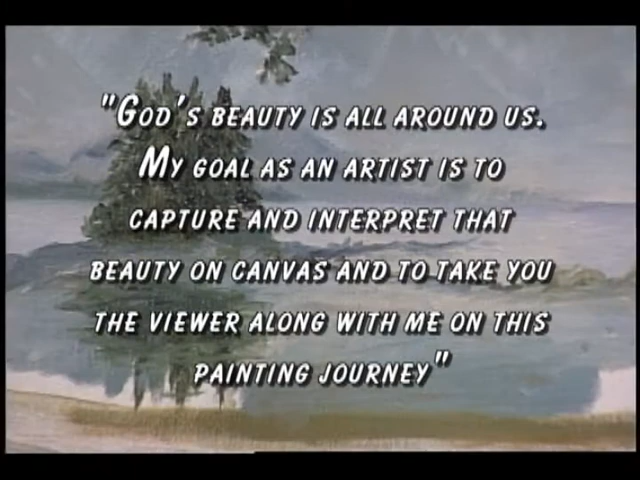 "God's beauty is all around us.
My goal as an artist is to
capture and interpret that
beauty on canvas and to take you
the viewer along with me on this
painting journey"